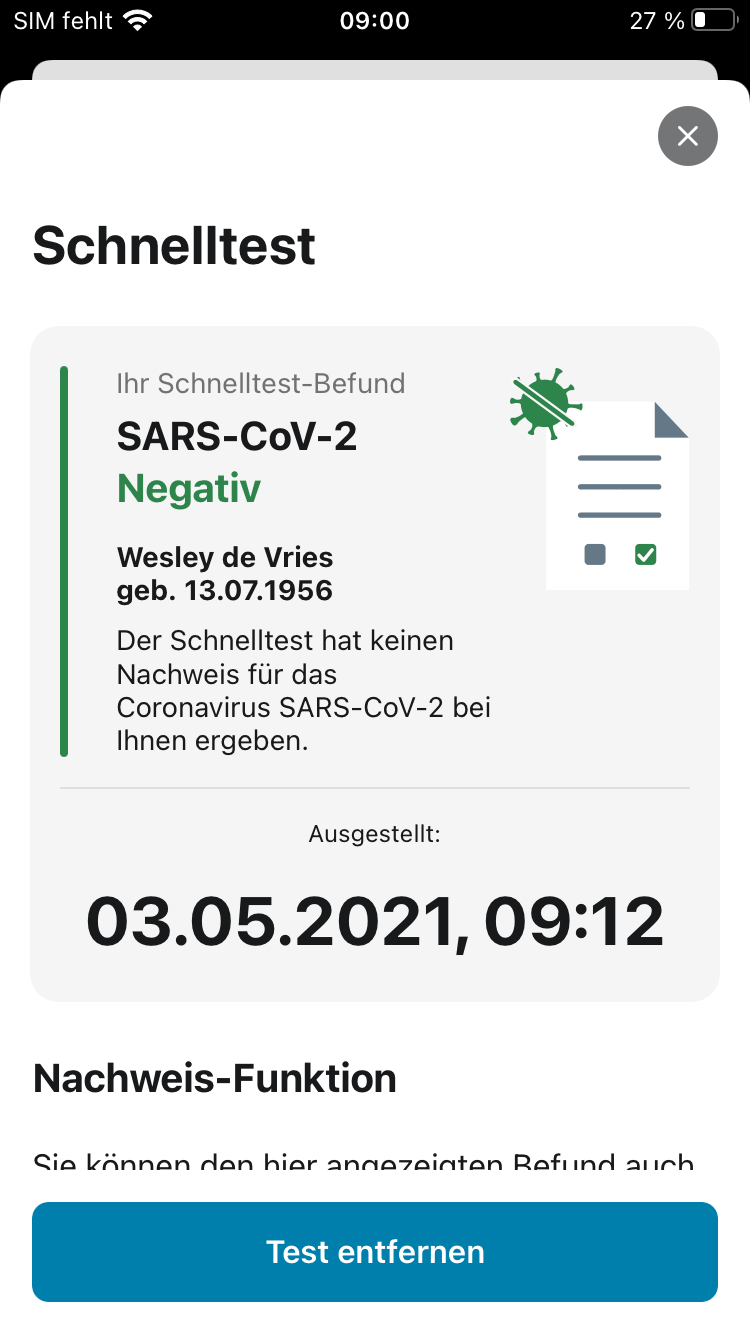 SIM fehlt 09:00 27 %
Schnelltest
Ihr Schnelltest-Befund
SARS-CoV-2
Negativ
Wesley de Vries
geb. 13.07.1956
Der Schnelltest hat keinen
Nachweis für das
Coronavirus SARS-CoV-2 bei
Ihnen ergeben.
Ausgestellt:
03.05.2021, 09:12
Nachweis-Funktion
Sie können den hier angezeigten Befund auch
Test entfernen